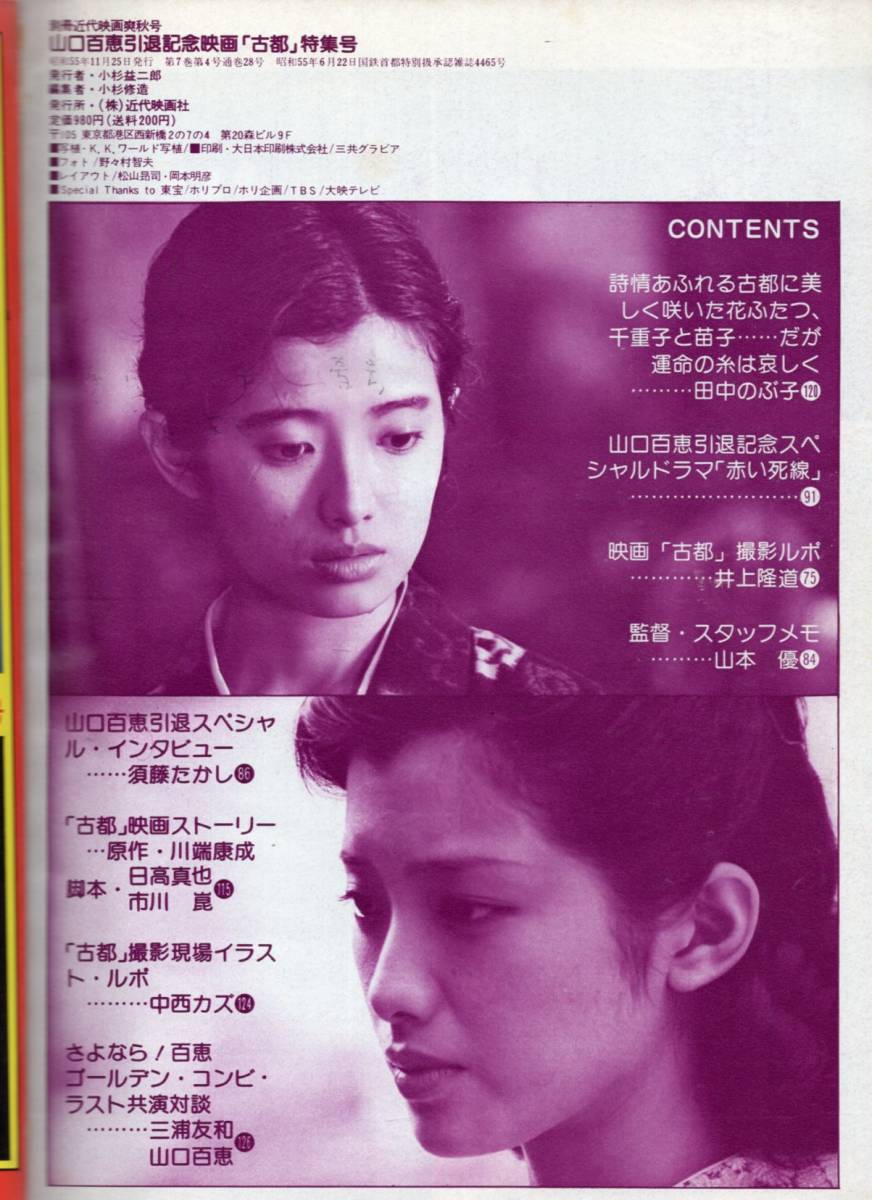 別冊近代映画爽秋号
山口百恵引退記念映画「古都」特集号
昭和55年11月25日発行　第7巻第4号通巻28号　昭和55年6月22日国鉄首都特別扱承認雑誌4465号
発行者・小杉益二郎
編集者・小杉修造
発行所・(株)近代映画社
定価980円(送料200円)
〒105 東京都港区西新橋2の7の4　第20森ビル9F
■写植・K.K.ワールド写植/■印刷・大日本印刷株式会社/三共グラビア
■フォト/野々村智夫
■レイアウト/松山昻司・岡本明彦
■Special Thanks to 東宝/ホリプロ/ホリ企画/TBS/大映テレビ
CONTENTS
詩情あふれる古都に美
しく咲いた花ふたつ、
千重子と苗子……だが
運命の糸は哀しく
………田中のぶ子120
山口百恵引退記念スペ
シャルドラマ「赤い死線」
……………………91
映画「古都」撮影ルポ
…………井上隆道75
監督・スタッフメモ
………山本　優84
山口百恵引退スペシャ
ル・インタビュー
……須藤たかし86
「古都」映画ストーリー
…原作・川端康成
脚本・日高真也
市川　崑115
「古都」撮影現場イラス
ト・ルポ
………中西カズ124
さよなら！百恵
ゴールデン・コンビ・
ラスト共演対談
………三浦友和
山口百恵126